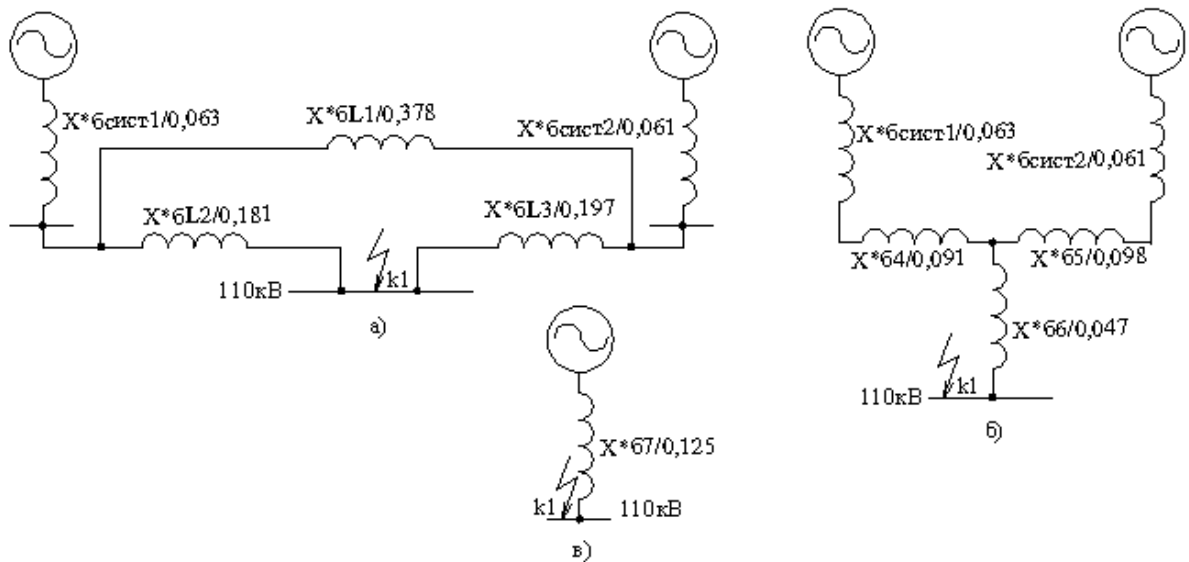 X*бсист1/0,063
X*бL1/0,378
X*бсист2/0,061
X*бL2/0,181
X*бL3/0,197
110кВ
k1
а)
X*бсист1/0,063
X*бсист2/0,061
X*б4/0,091
X*б5/0,098
X*б6/0,047
110кВ
k1
б)
X*б7/0,125
k1
110кВ
в)